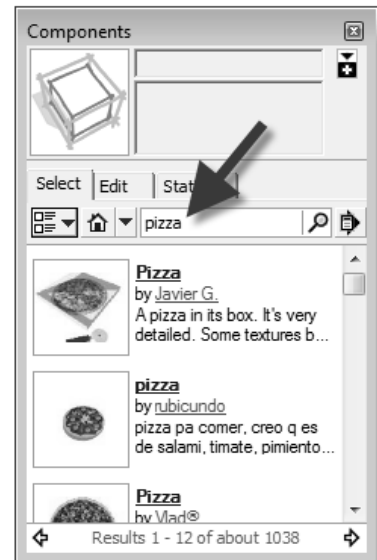 Components
Select Edit Stat
pizza
Pizza
by Javier G.
A pizza in its box. It's very
detailed. Some textures b...
pizza
by rubicundo
pizza pa comer, creo q es
de salami, timate, pimiento...
Pizza
by Vlad®
Results 1 - 12 of about 1038